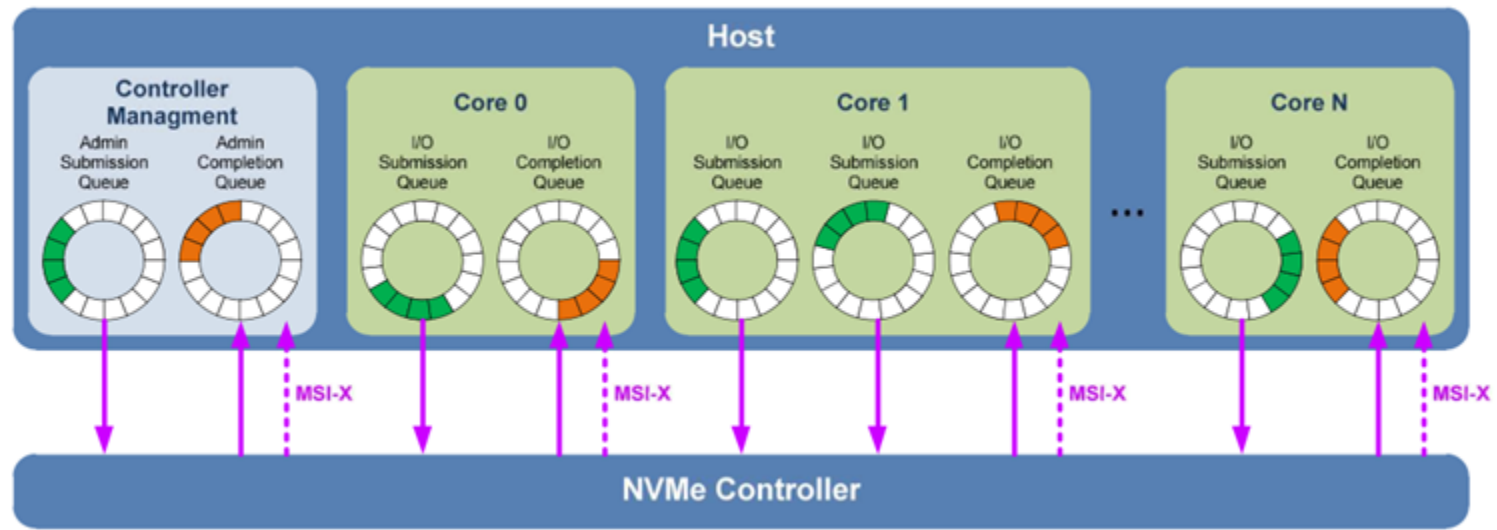 Host
Controller
Managment
Admin
Submission
Queue
Admin
Completion
Queue
Core 0
I/O
Submission
Queue
I/O
Completion
Queue
Core 1
I/O
Submission
Queue
I/O
Submission
Queue
I/O
Completion
Queue
...
Core N
I/O
Submission
Queue
I/O
Completion
Queue
MSI-X
MSI-X
MSI-X
MSI-X
NVMe Controller